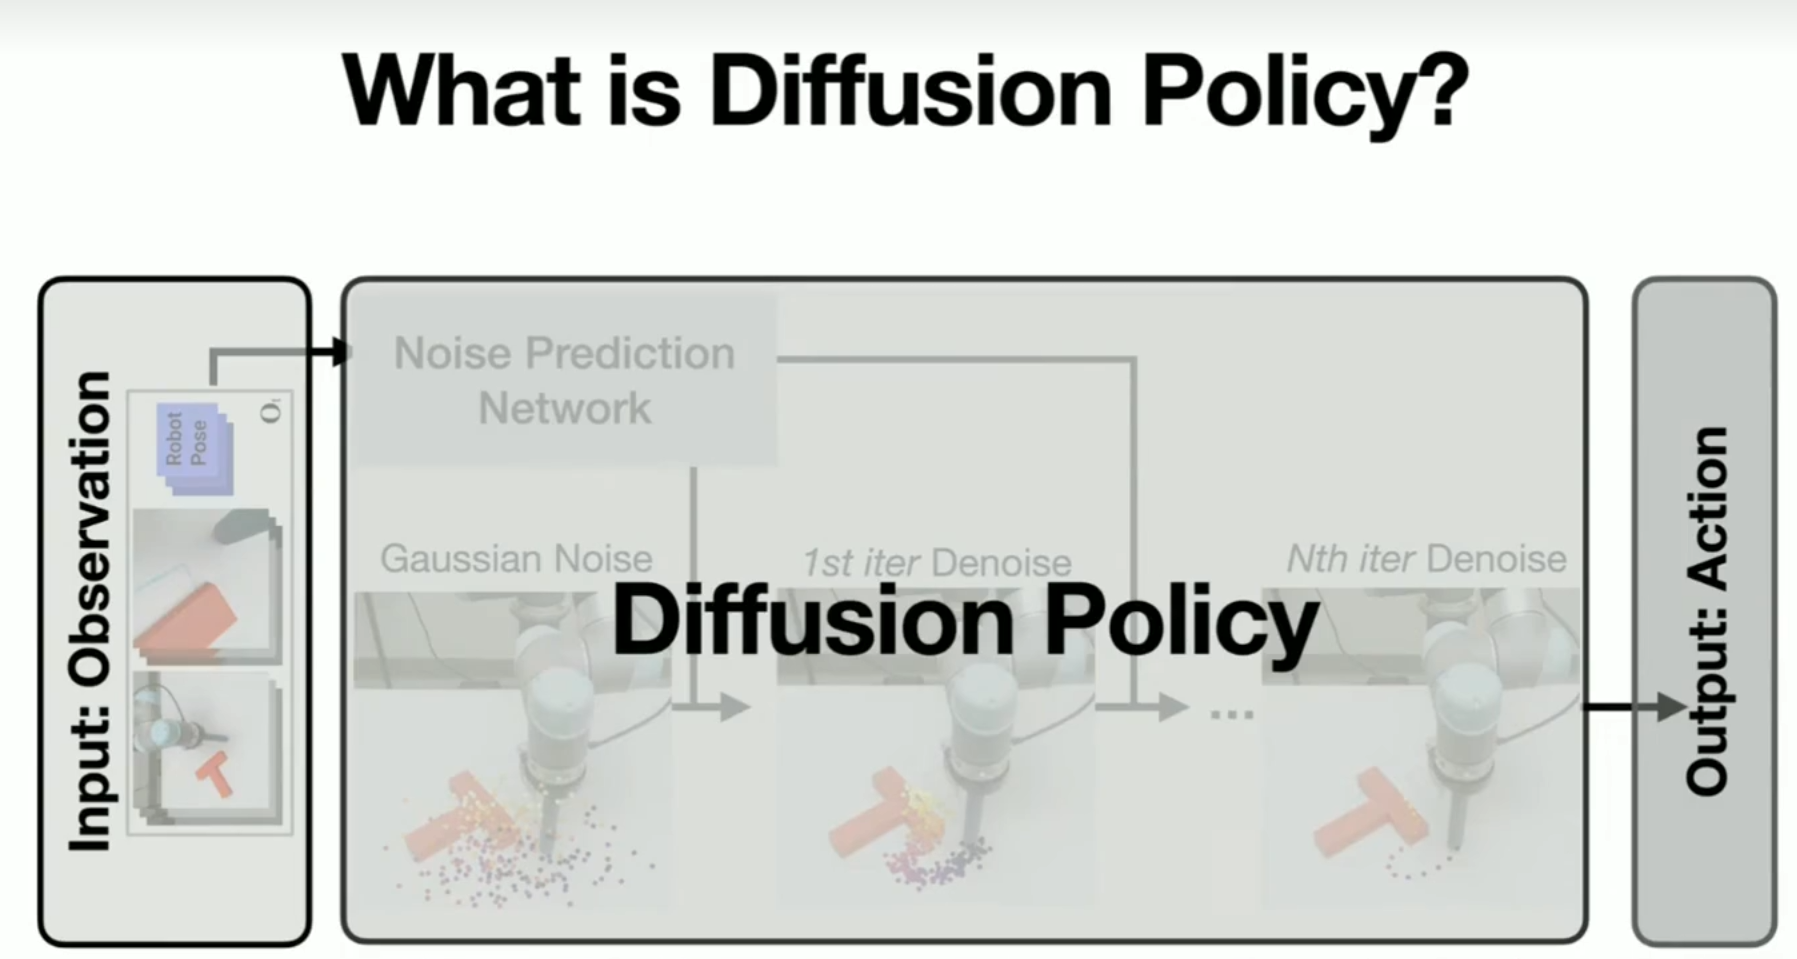 What is Diffusion Policy?
Input: Observation
Robot
Pose
Oₜ
Noise Prediction
Network
Gaussian Noise
1st iter Denoise
Nth iter Denoise
Diffusion Policy
...
Output: Action